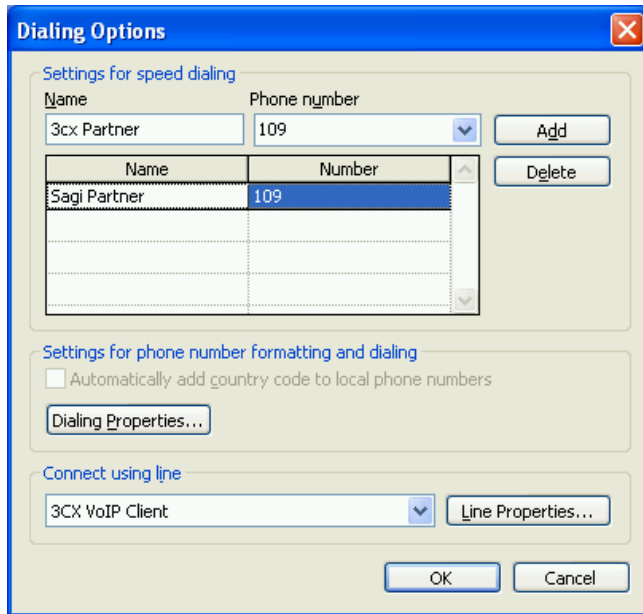 Dialing Options
Settings for speed dialing
Name Phone number
3cx Partner 109 Add
Name Number Delete
Sagi Partner 109
Settings for phone number formatting and dialing
Automatically add country code to local phone numbers
Dialing Properties...
Connect using line
3CX VoIP Client Line Properties...
OK Cancel